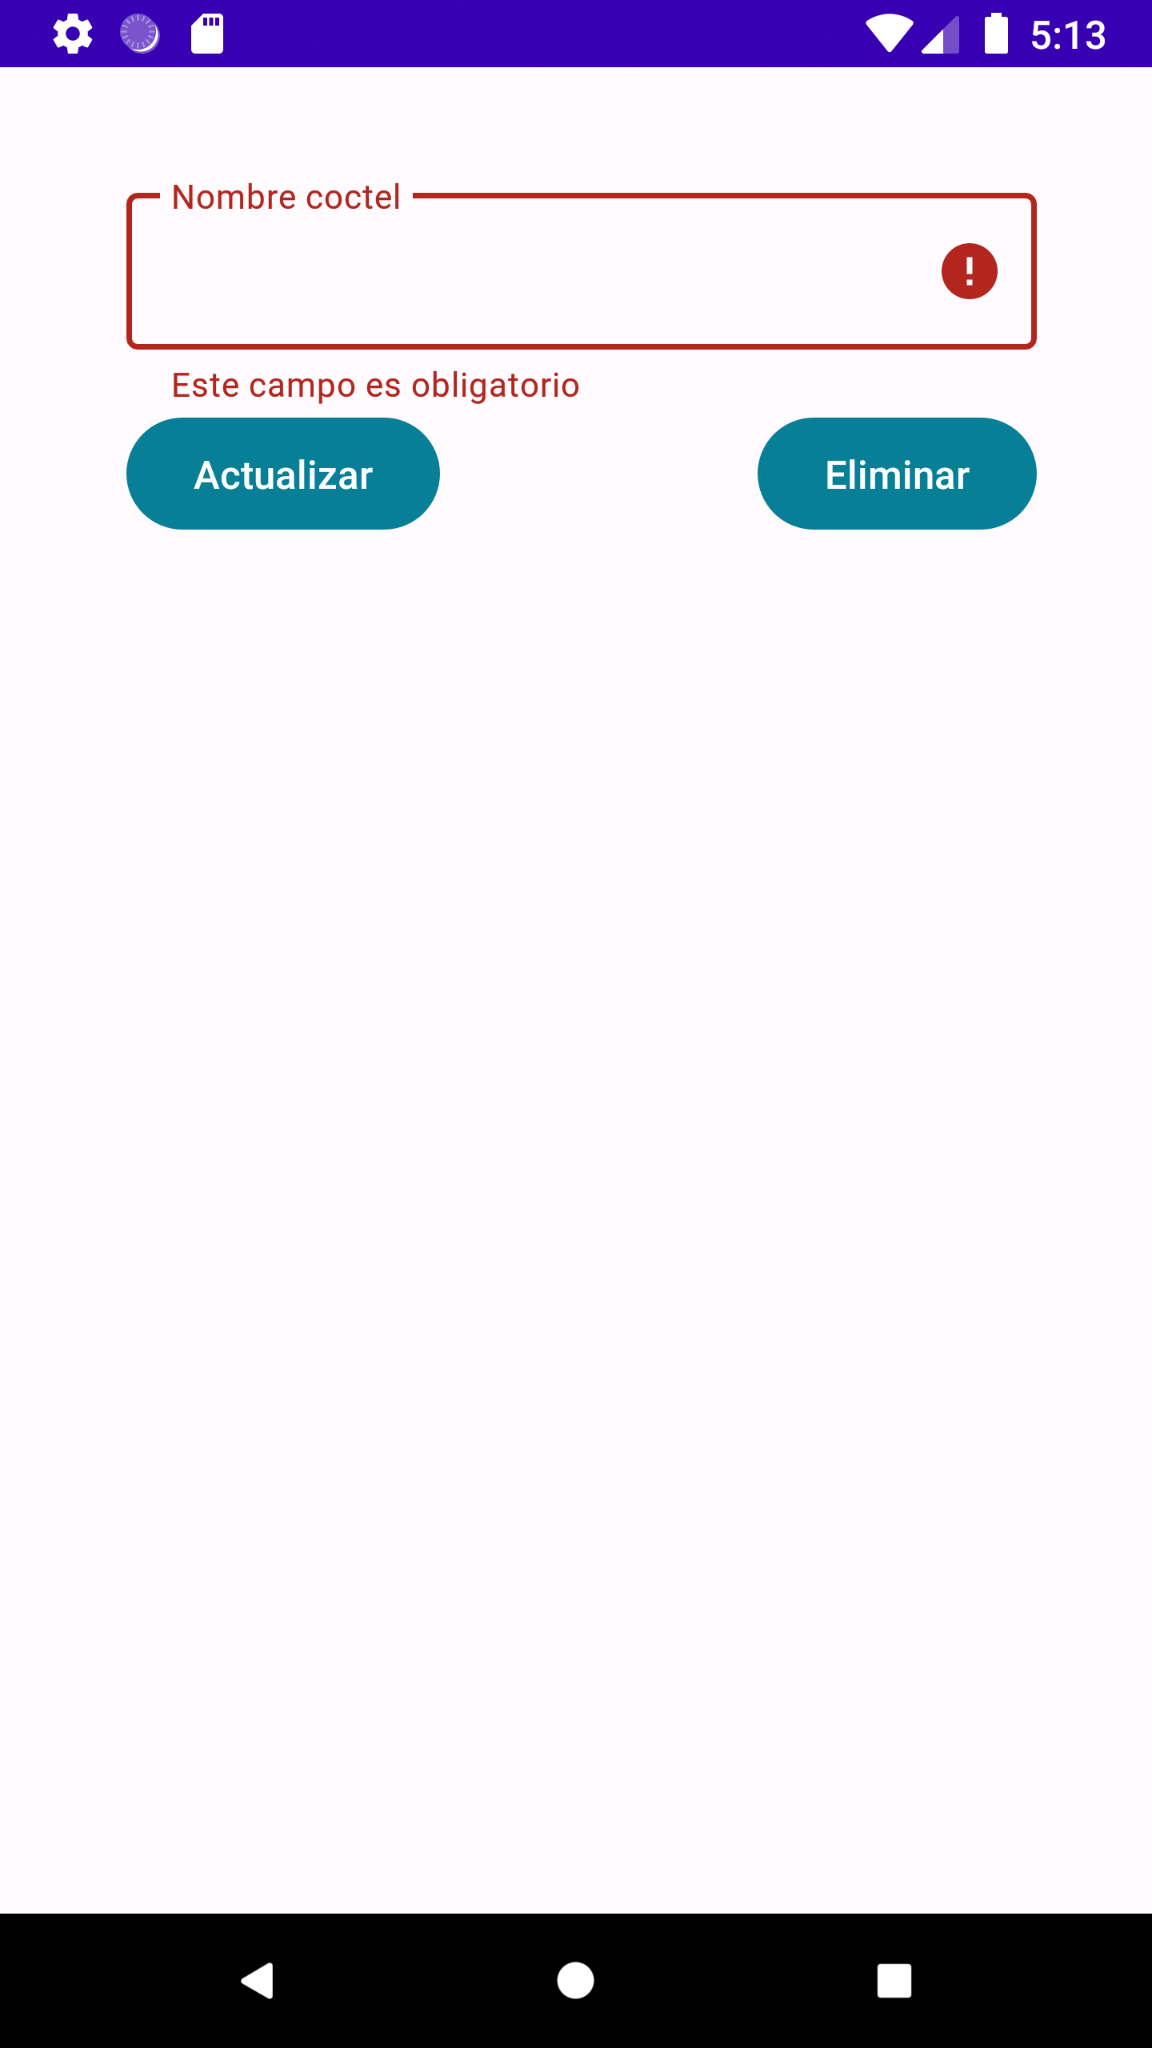 5:13
Nombre coctel
Este campo es obligatorio
Actualizar
Eliminar